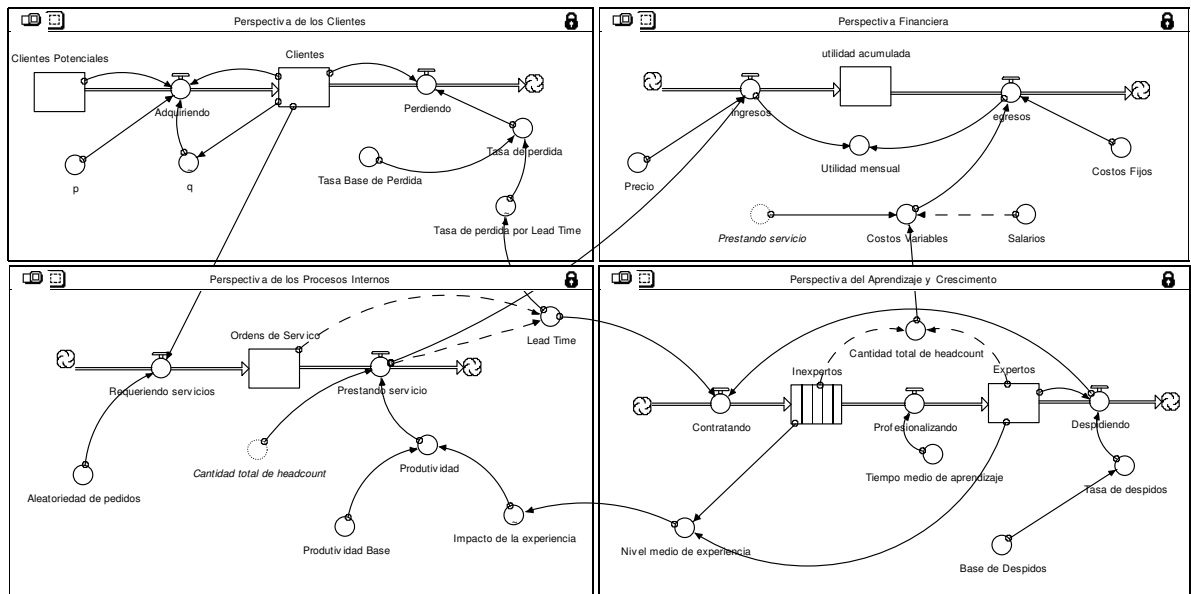 Perspectiva de los Clientes
Clientes Potenciales
Clientes
Adquiriendo
Perdiendo
Tasa de perdida
Tasa Base de Perdida
p
q
Tasa de perdida por Lead Time
Perspectiva Financiera
utilidad acumulada
ingresos
egresos
Utilidad mensual
Precio
Costos Fijos
Prestando servicio
Costos Variables
Salarios
Perspectiva de los Procesos Internos
Ordens de Servico
Lead Time
Requeriendo servicios
Prestando servicio
Cantidad total de headcount
Produtividad
Aleatoriedad de pedidos
Produtividad Base
Impacto de la experiencia
Perspectiva del Aprendizaje y Crescimento
Cantidad total de headcount
Inexpertos
Expertos
Contratando
Profesionalizando
Despidiendo
Tiempo medio de aprendizaje
Tasa de despidos
Nivel medio de experiencia
Base de Despidos